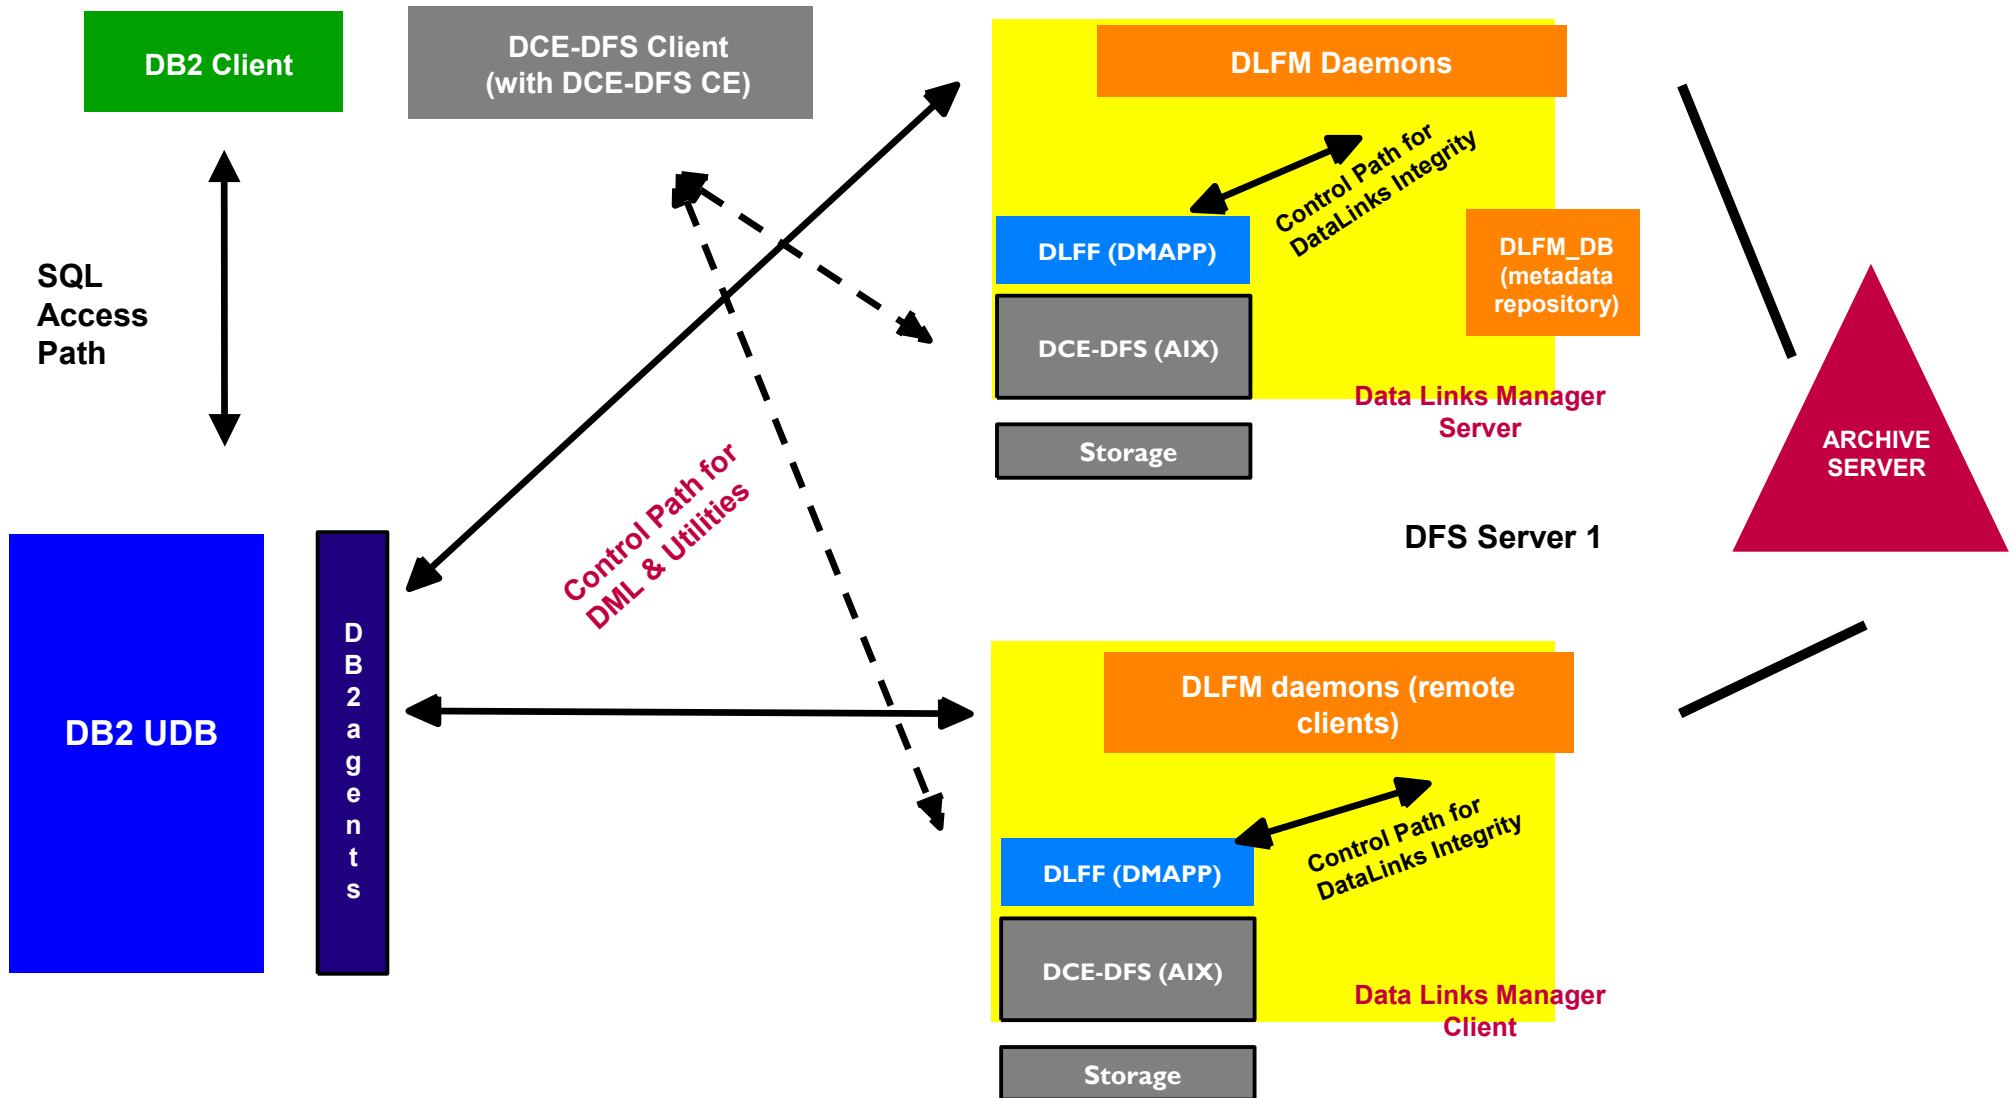 DB2 Client
DCE-DFS Client
(with DCE-DFS CE)
DLFM Daemons
Control Path for
DataLinks Integrity
DLFF (DMAPP)
DLFM_DB
(metadata
repository)
SQL
Access
Path
DCE-DFS (AIX)
Data Links Manager
Server
Storage
ARCHIVE
SERVER
Control Path for
DML & Utilities
DFS Server 1
DB2 UDB
D
B
2
a
g
e
n
t
s
DLFM daemons (remote
clients)
Control Path for
DataLinks Integrity
DLFF (DMAPP)
DCE-DFS (AIX)
Data Links Manager
Client
Storage